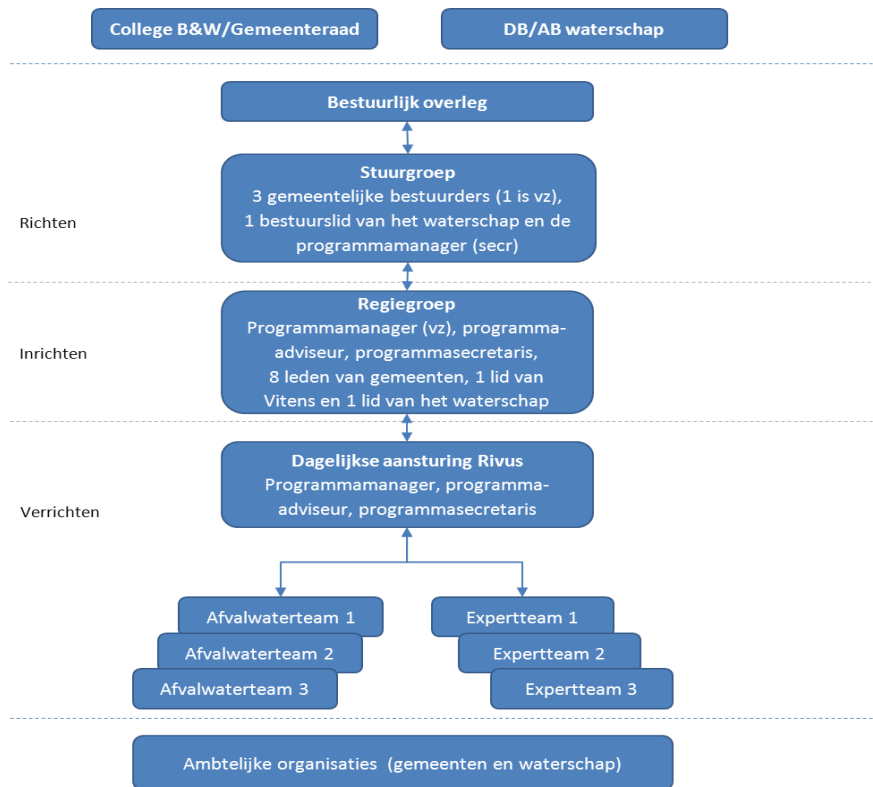 College B&W/Gemeenteraad
DB/AB waterschap
Bestuurlijk overleg
Stuurgroep
3 gemeentelijke bestuurders (1 is vz),
1 bestuurslid van het waterschap en de
programmamanager (secr)
Richten
Regiegroep
Programmamanager (vz), programma-
adviseur, programmasecretaris,
8 leden van gemeenten, 1 lid van
Vitens en 1 lid van het waterschap
Inrichten
Dagelijkse aansturing Rivus
Programmamanager, programma-
adviseur, programmasecretaris
Verrichten
Afvalwaterteam 1
Expertteam 1
Afvalwaterteam 2
Expertteam 2
Afvalwaterteam 3
Expertteam 3
Ambtelijke organisaties (gemeenten en waterschap)